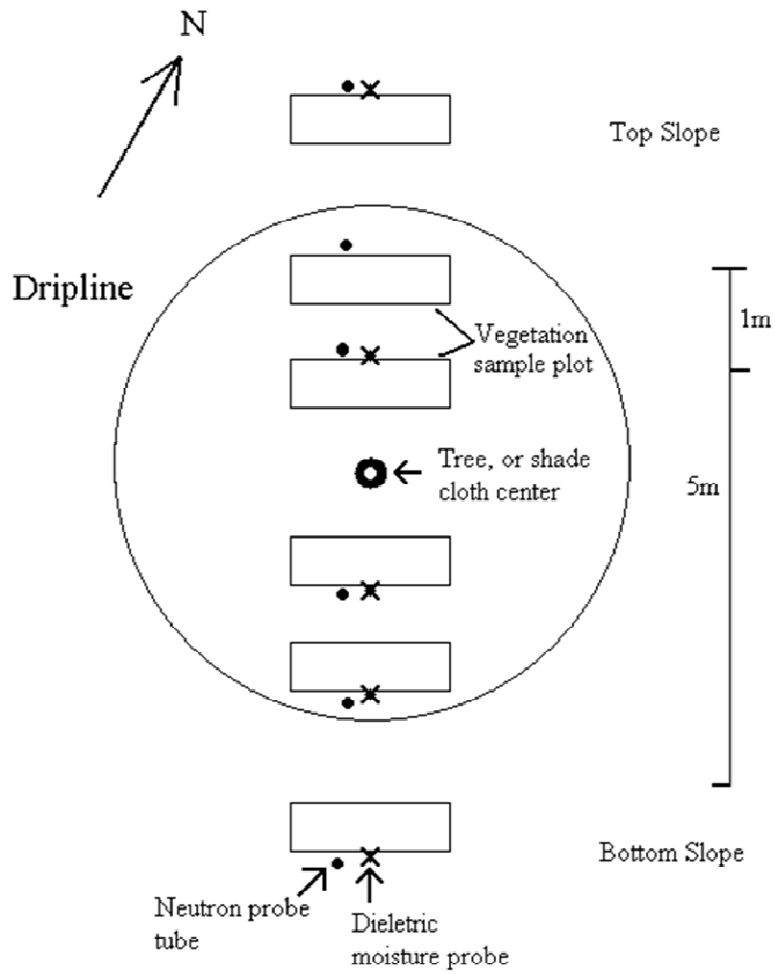 N
Top Slope
Dripline
1m
Vegetation
sample plot
Tree, or shade
cloth center
5m
Bottom Slope
Neutron probe
tube
Dieletric
moisture probe